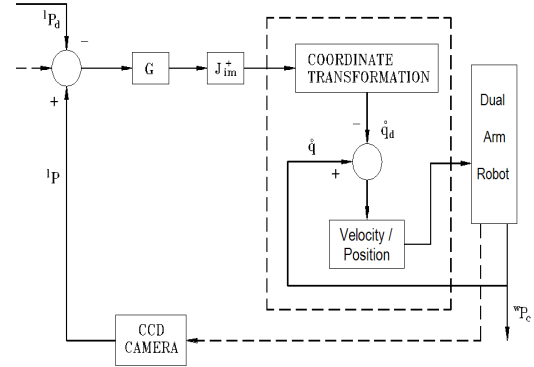 ¹P_d
−
−
+
G
J⁺_im
COORDINATE
TRANSFORMATION
Dual
Arm
Robot
−
q̊_d
q̊
+
¹P
Velocity /
Position
ʷP_c
CCD
CAMERA